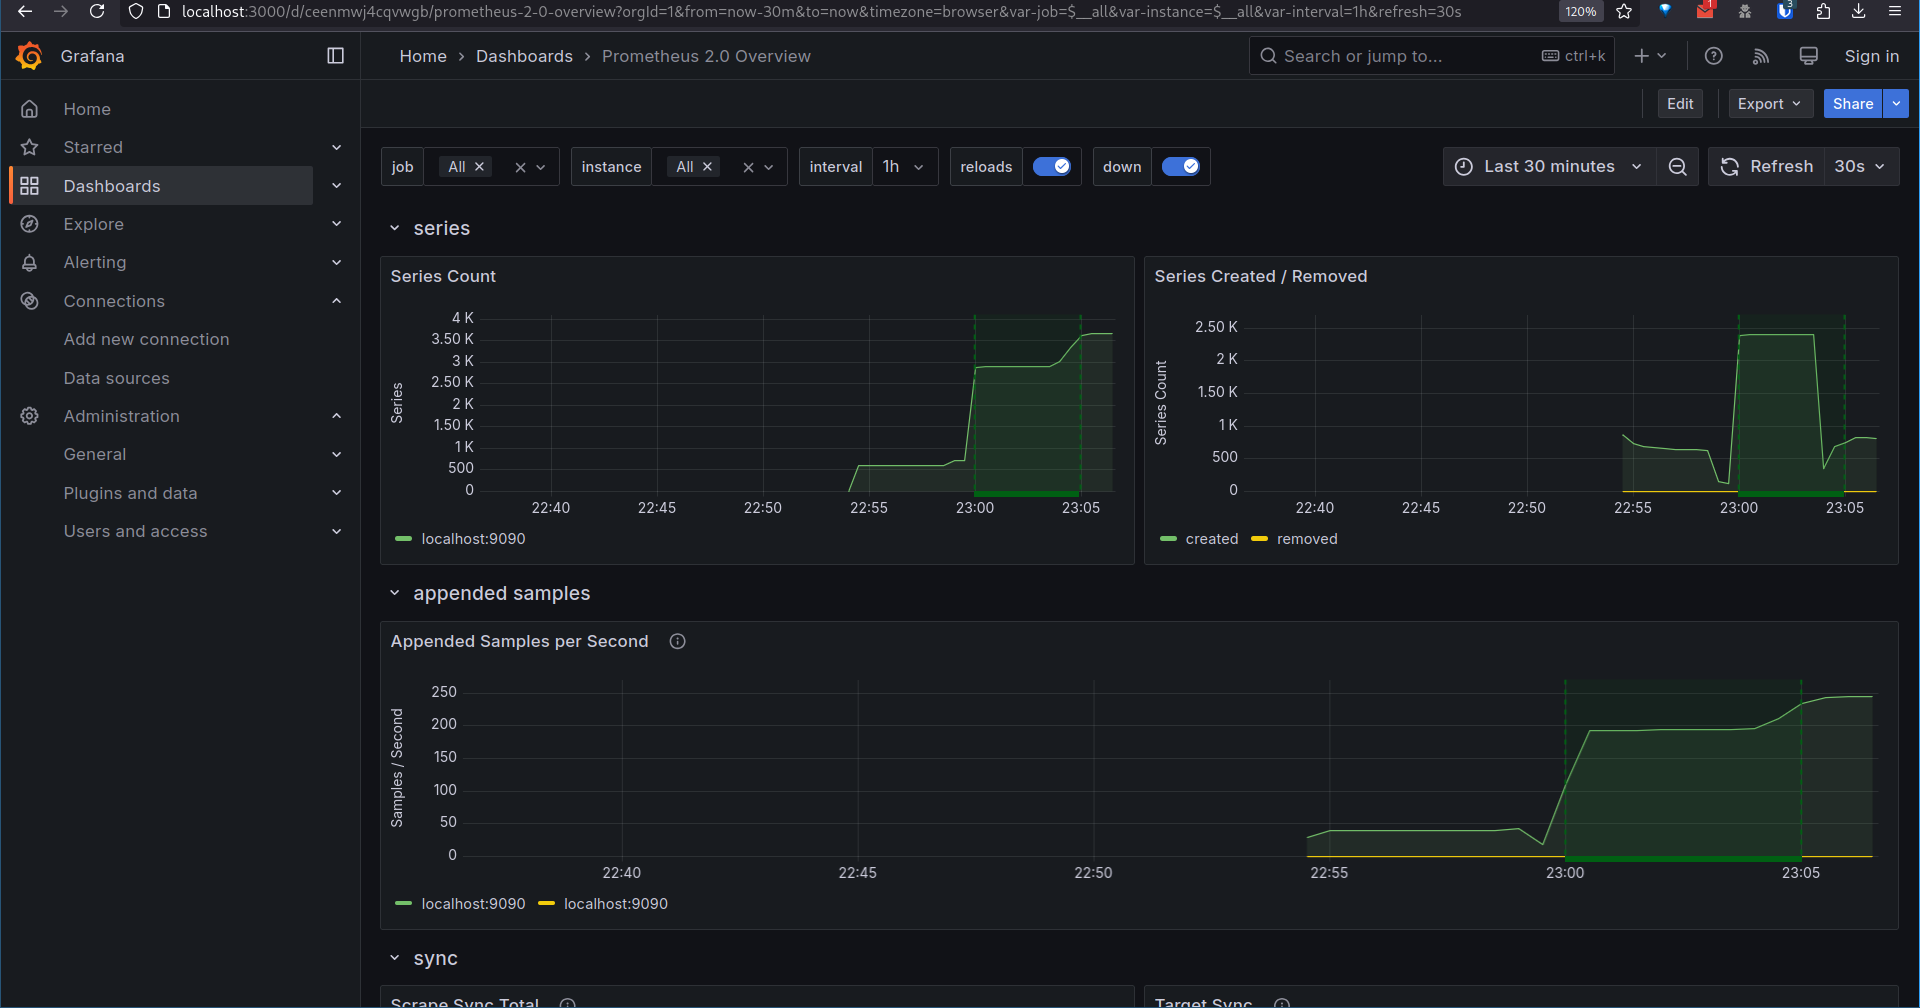 localhost:3000/d/ceenmwj4cqvwgb/prometheus-2-0-overview?orgId=1&from=now-30m&to=now&timezone=browser&var-job=$__all&var-instance=$__all&var-interval=1h&refresh=30s 120% 1 3
Grafana Home › Dashboards › Prometheus 2.0 Overview Search or jump to... ctrl+k Sign in
Edit Export Share
Home
Starred
Dashboards
Explore
Alerting
Connections
Add new connection
Data sources
Administration
General
Plugins and data
Users and access
job All instance All interval 1h reloads down Last 30 minutes Refresh 30s
series
Series Count
Series
4 K
3.50 K
3 K
2.50 K
2 K
1.50 K
1 K
500
0
22:40 22:45 22:50 22:55 23:00 23:05
localhost:9090
Series Created / Removed
Series Count
2.50 K
2 K
1.50 K
1 K
500
0
22:40 22:45 22:50 22:55 23:00 23:05
created removed
appended samples
Appended Samples per Second
Samples / Second
250
200
150
100
50
0
22:40 22:45 22:50 22:55 23:00 23:05
localhost:9090 localhost:9090
sync
Scrape Sync Total
Target Sync